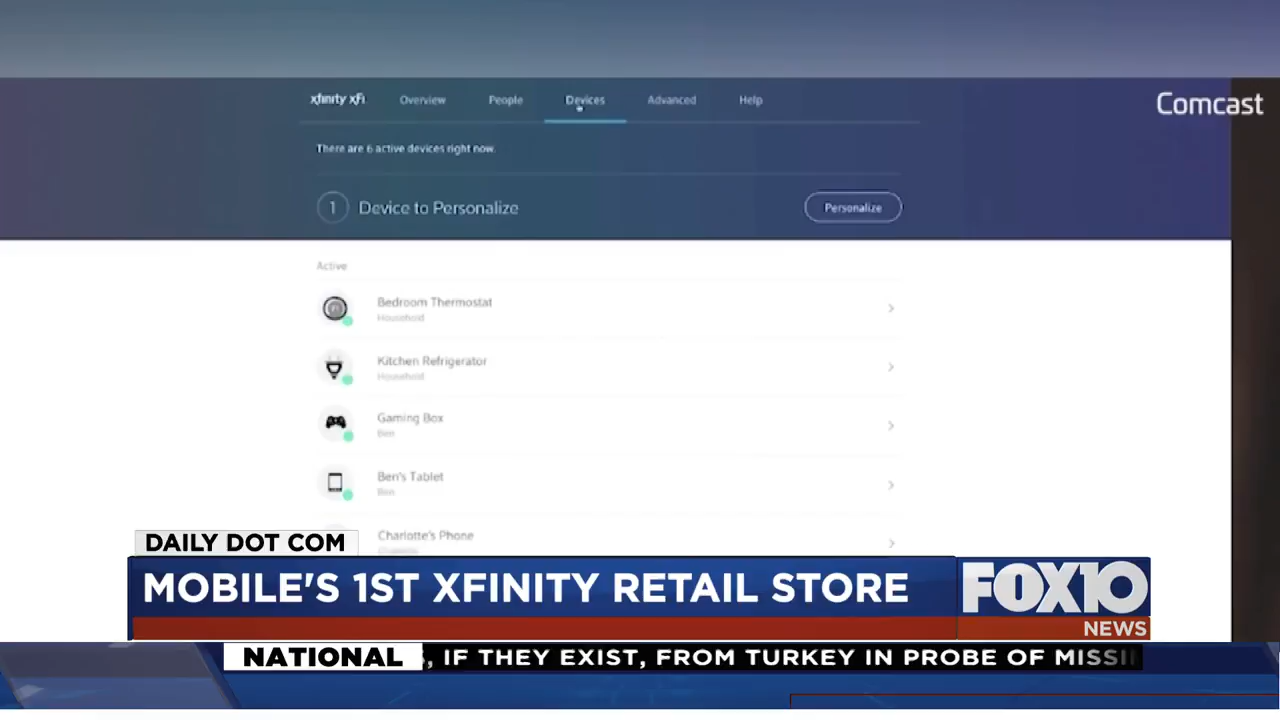 xfinity xFi Overview People Devices Advanced Help
Comcast
There are 6 active devices right now.
1 Device to Personalize Personalize
Active
Bedroom Thermostat
Household
Kitchen Refrigerator
Household
Gaming Box
Ben
Ben's Tablet
Ben
Charlotte's Phone
DAILY DOT COM
MOBILE'S 1ST XFINITY RETAIL STORE
FOX10
NEWS
NATIONAL , IF THEY EXIST, FROM TURKEY IN PROBE OF MISSI